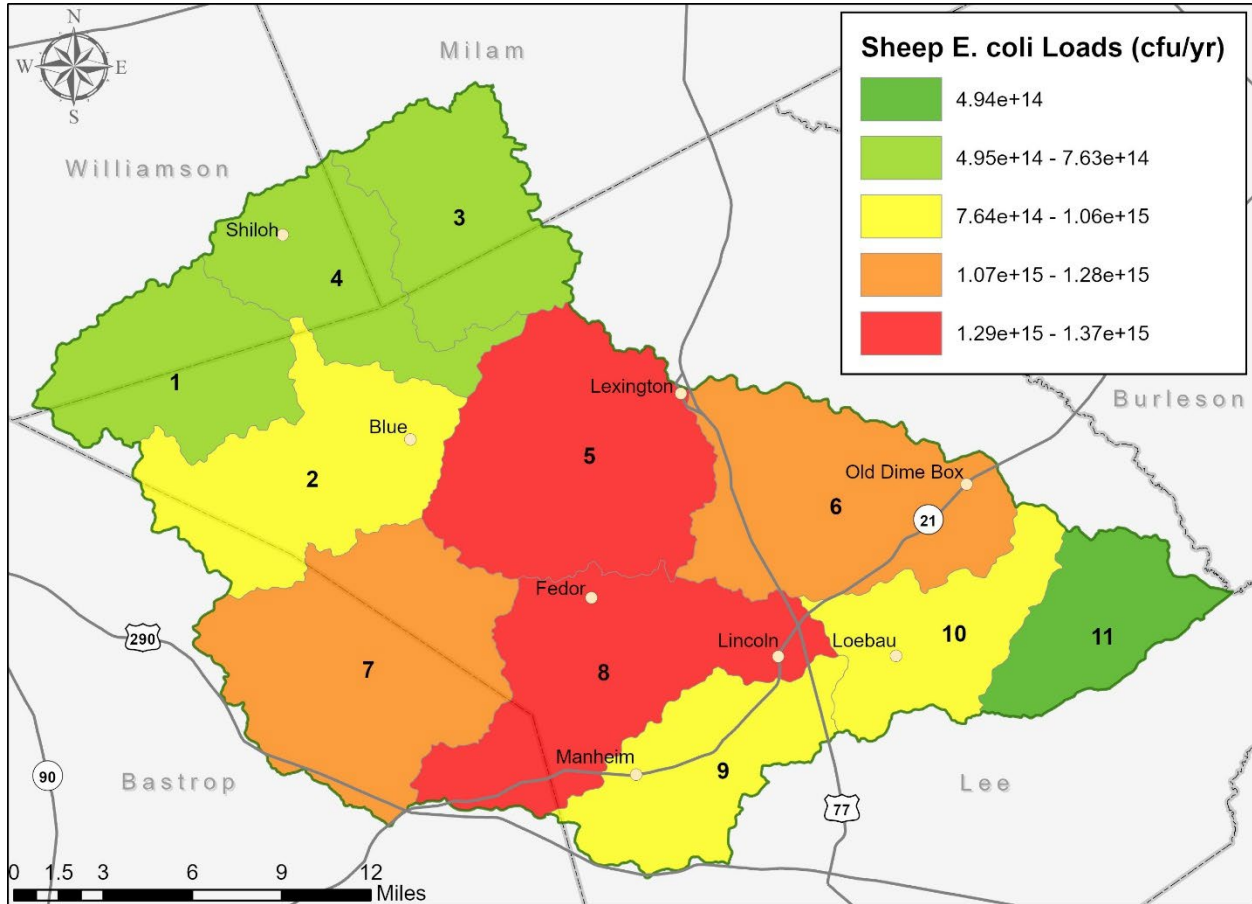 N
W E
S
Milam
Williamson
Sheep E. coli Loads (cfu/yr)
4.94e+14
4.95e+14 - 7.63e+14
7.64e+14 - 1.06e+15
1.07e+15 - 1.28e+15
1.29e+15 - 1.37e+15
3
Shiloh
4
1
Lexington
Burleson
Blue
5
2
Old Dime Box
6
21
Fedor
290
Lincoln
Loebau
10
11
7
8
Manheim
9
90
Bastrop
Lee
77
0 1.5 3 6 9 12
Miles